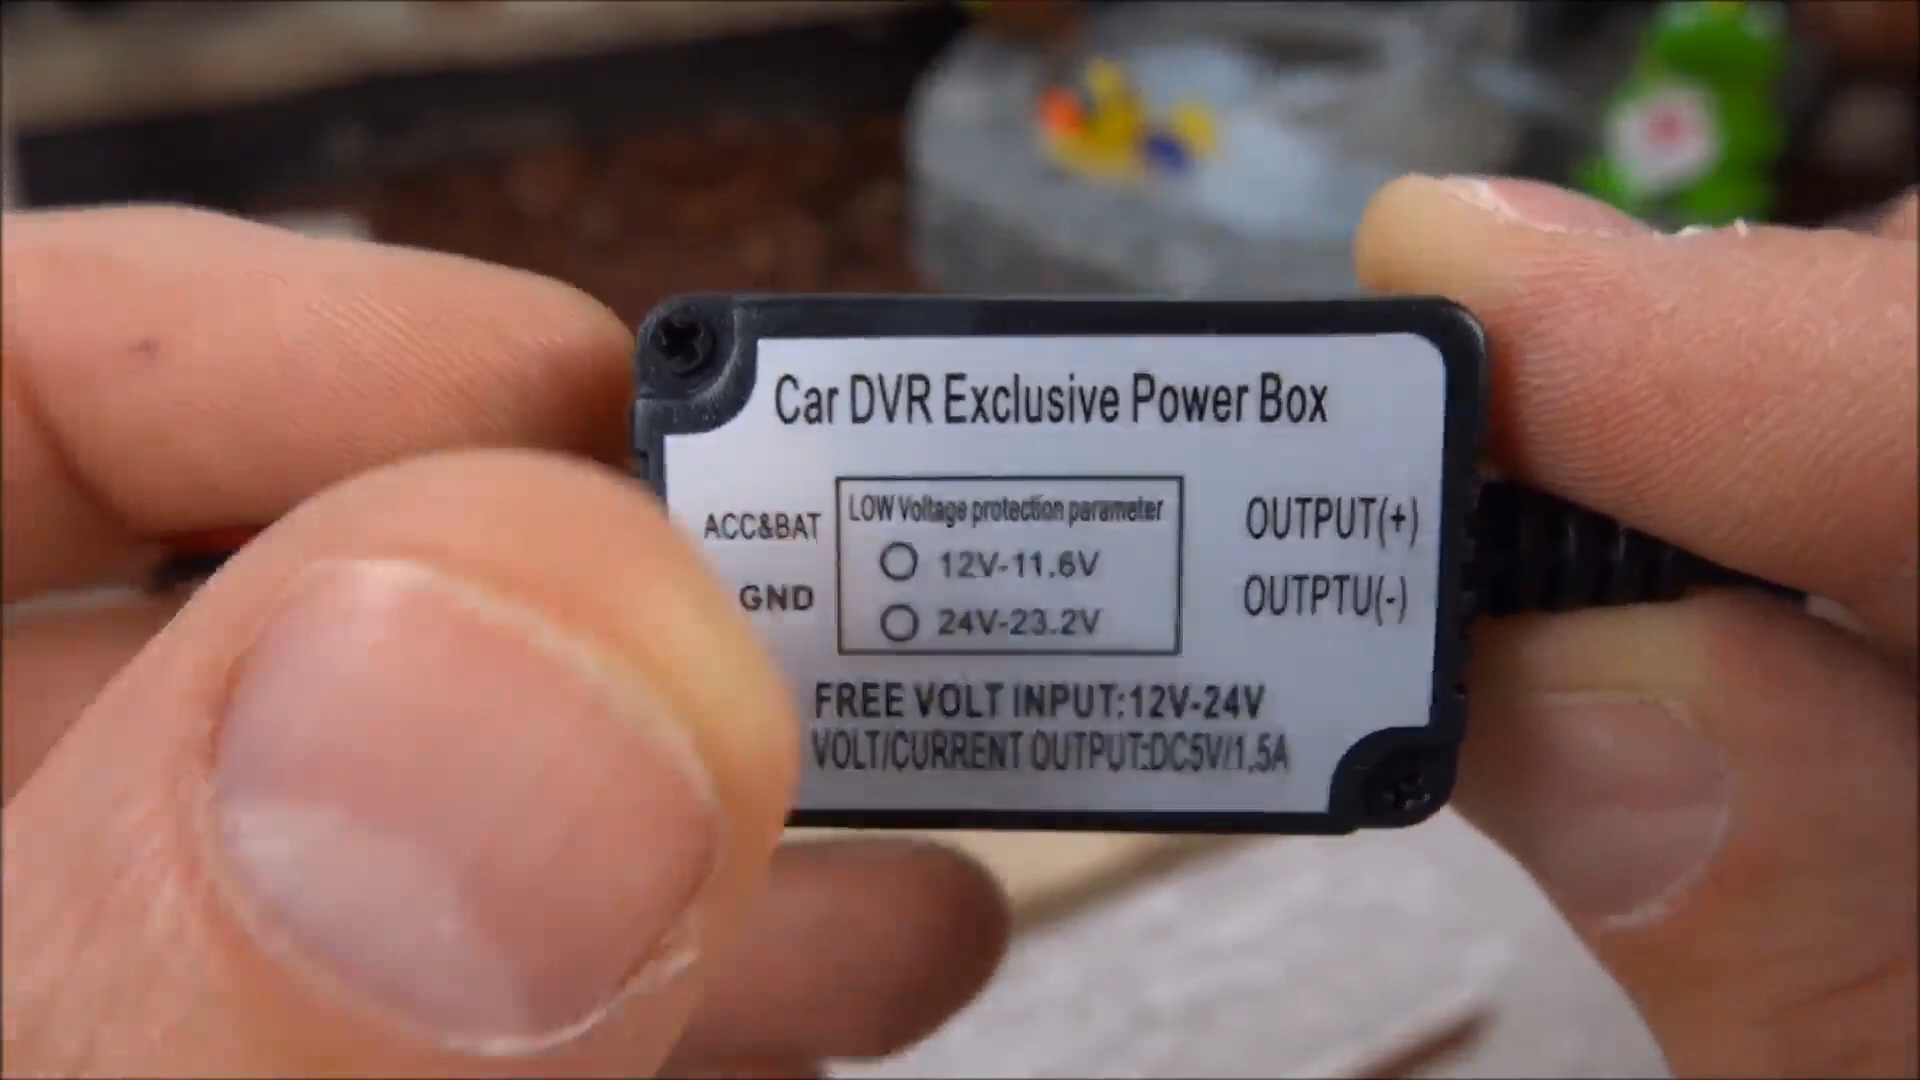 Car DVR Exclusive Power Box
LOW Voltage protection parameter
ACC&BAT
12V-11.6V
GND
24V-23.2V
OUTPUT(+)
OUTPTU(-)
FREE VOLT INPUT:12V-24V
VOLT/CURRENT OUTPUT:DC5V/1.5A